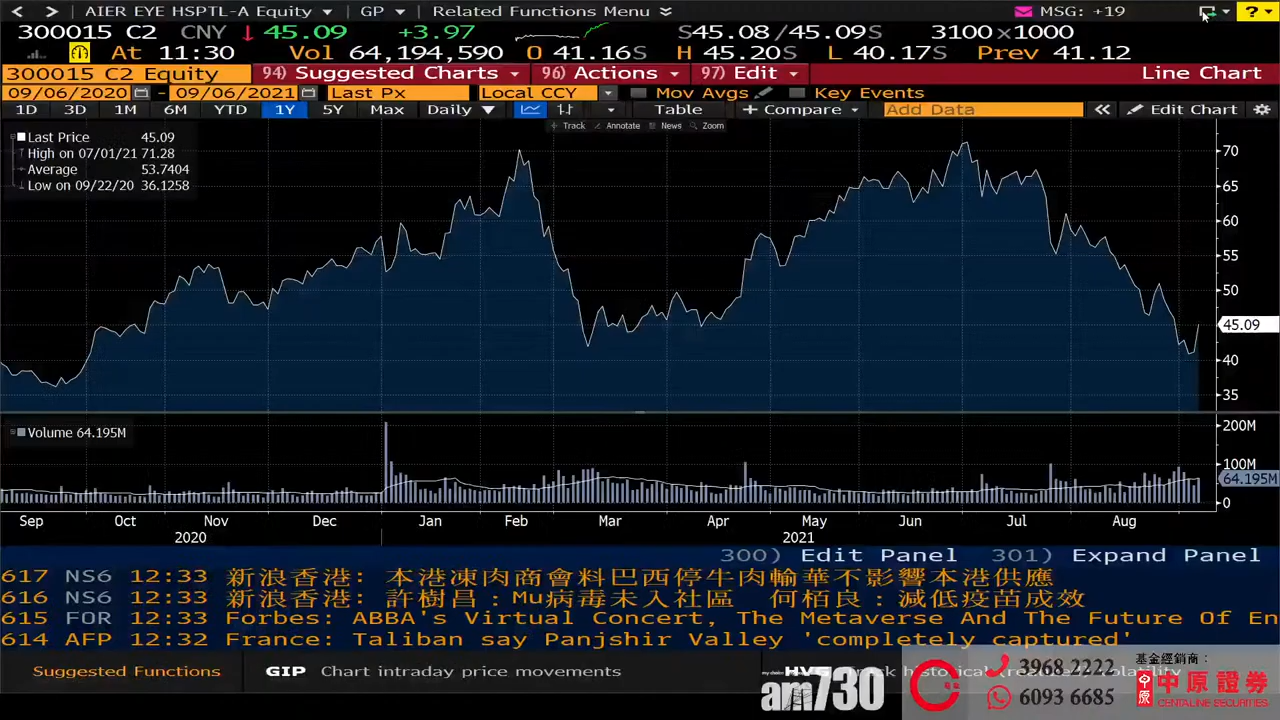 AIER EYE HSPTL-A Equity GP Related Functions Menu MSG: +19 ?
300015 C2 CNY 45.09 +3.97 S45.08/45.09S 3100x1000
At 11:30 Vol 64,194,590 O 41.16S H 45.20S L 40.17S Prev 41.12
300015 C2 Equity 94) Suggested Charts 96) Actions 97) Edit Line Chart
09/06/2020 - 09/06/2021 Last Px Local CCY Mov Avgs Key Events
1D 3D 1M 6M YTD 1Y 5Y Max Daily Table + Compare Add Data « Edit Chart
Track Annotate News Zoom
Last Price 45.09
High on 07/01/21 71.28
Average 53.7404
Low on 09/22/20 36.1258
70
65
60
55
50
45.09
40
35
Volume 64.195M
200M
100M
64.195M
0
Sep Oct Nov Dec Jan Feb Mar Apr May Jun Jul Aug
2020 2021
300) Edit Panel 301) Expand Panel
617 NS6 12:33 新浪香港: 本港凍肉商會料巴西停牛肉輸華不影響本港供應
616 NS6 12:33 新浪香港: 許樹昌：Mu病毒未入社區 何栢良：減低疫苗成效
615 FOR 12:33 Forbes: ABBA's Virtual Concert, The Metaverse And The Future Of En
614 AFP 12:32 France: Taliban say Panjshir Valley 'completely captured'
Suggested Functions GIP Chart intraday price movements
am730
3968 2222
6093 6685
基金經銷商：
中原證券
CENTALINE SECURITIES